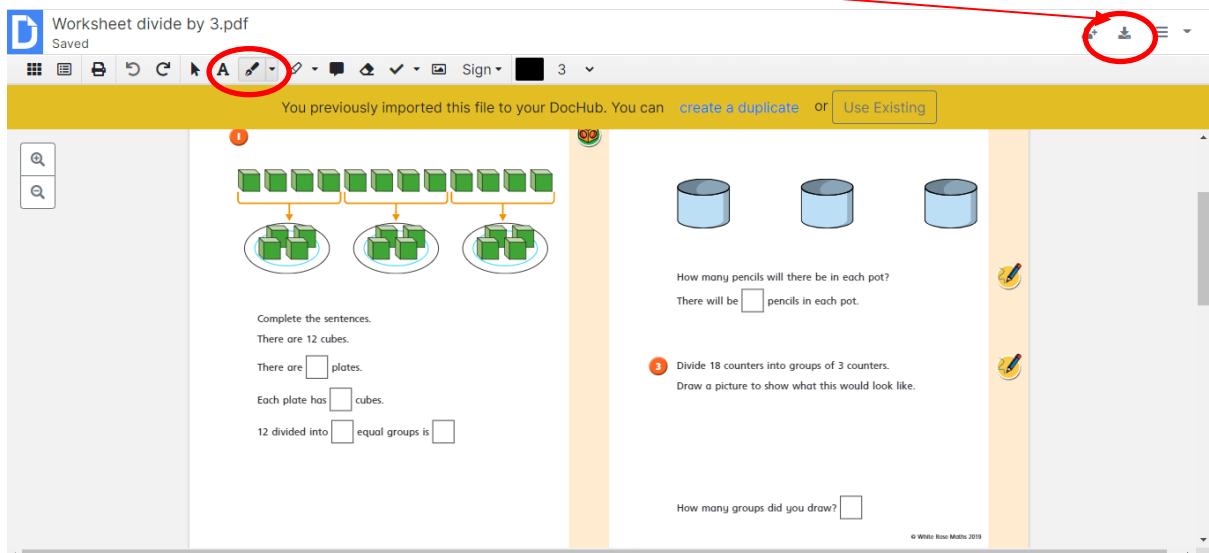 Worksheet divide by 3.pdf
Saved
A
Sign
3
You previously imported this file to your DocHub. You can create a duplicate or Use Existing
1
Complete the sentences.
There are 12 cubes.
There are plates.
Each plate has cubes.
12 divided into equal groups is
How many pencils will there be in each pot?
There will be pencils in each pot.
3 Divide 18 counters into groups of 3 counters.
Draw a picture to show what this would look like.
How many groups did you draw?
© White Rose Maths 2019